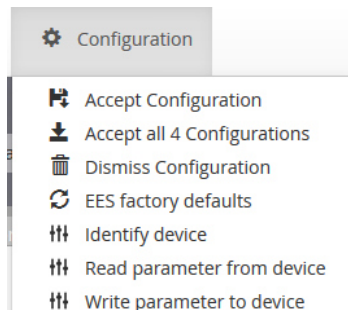 Configuration
Accept Configuration
Accept all 4 Configurations
Dismiss Configuration
EES factory defaults
Identify device
Read parameter from device
Write parameter to device